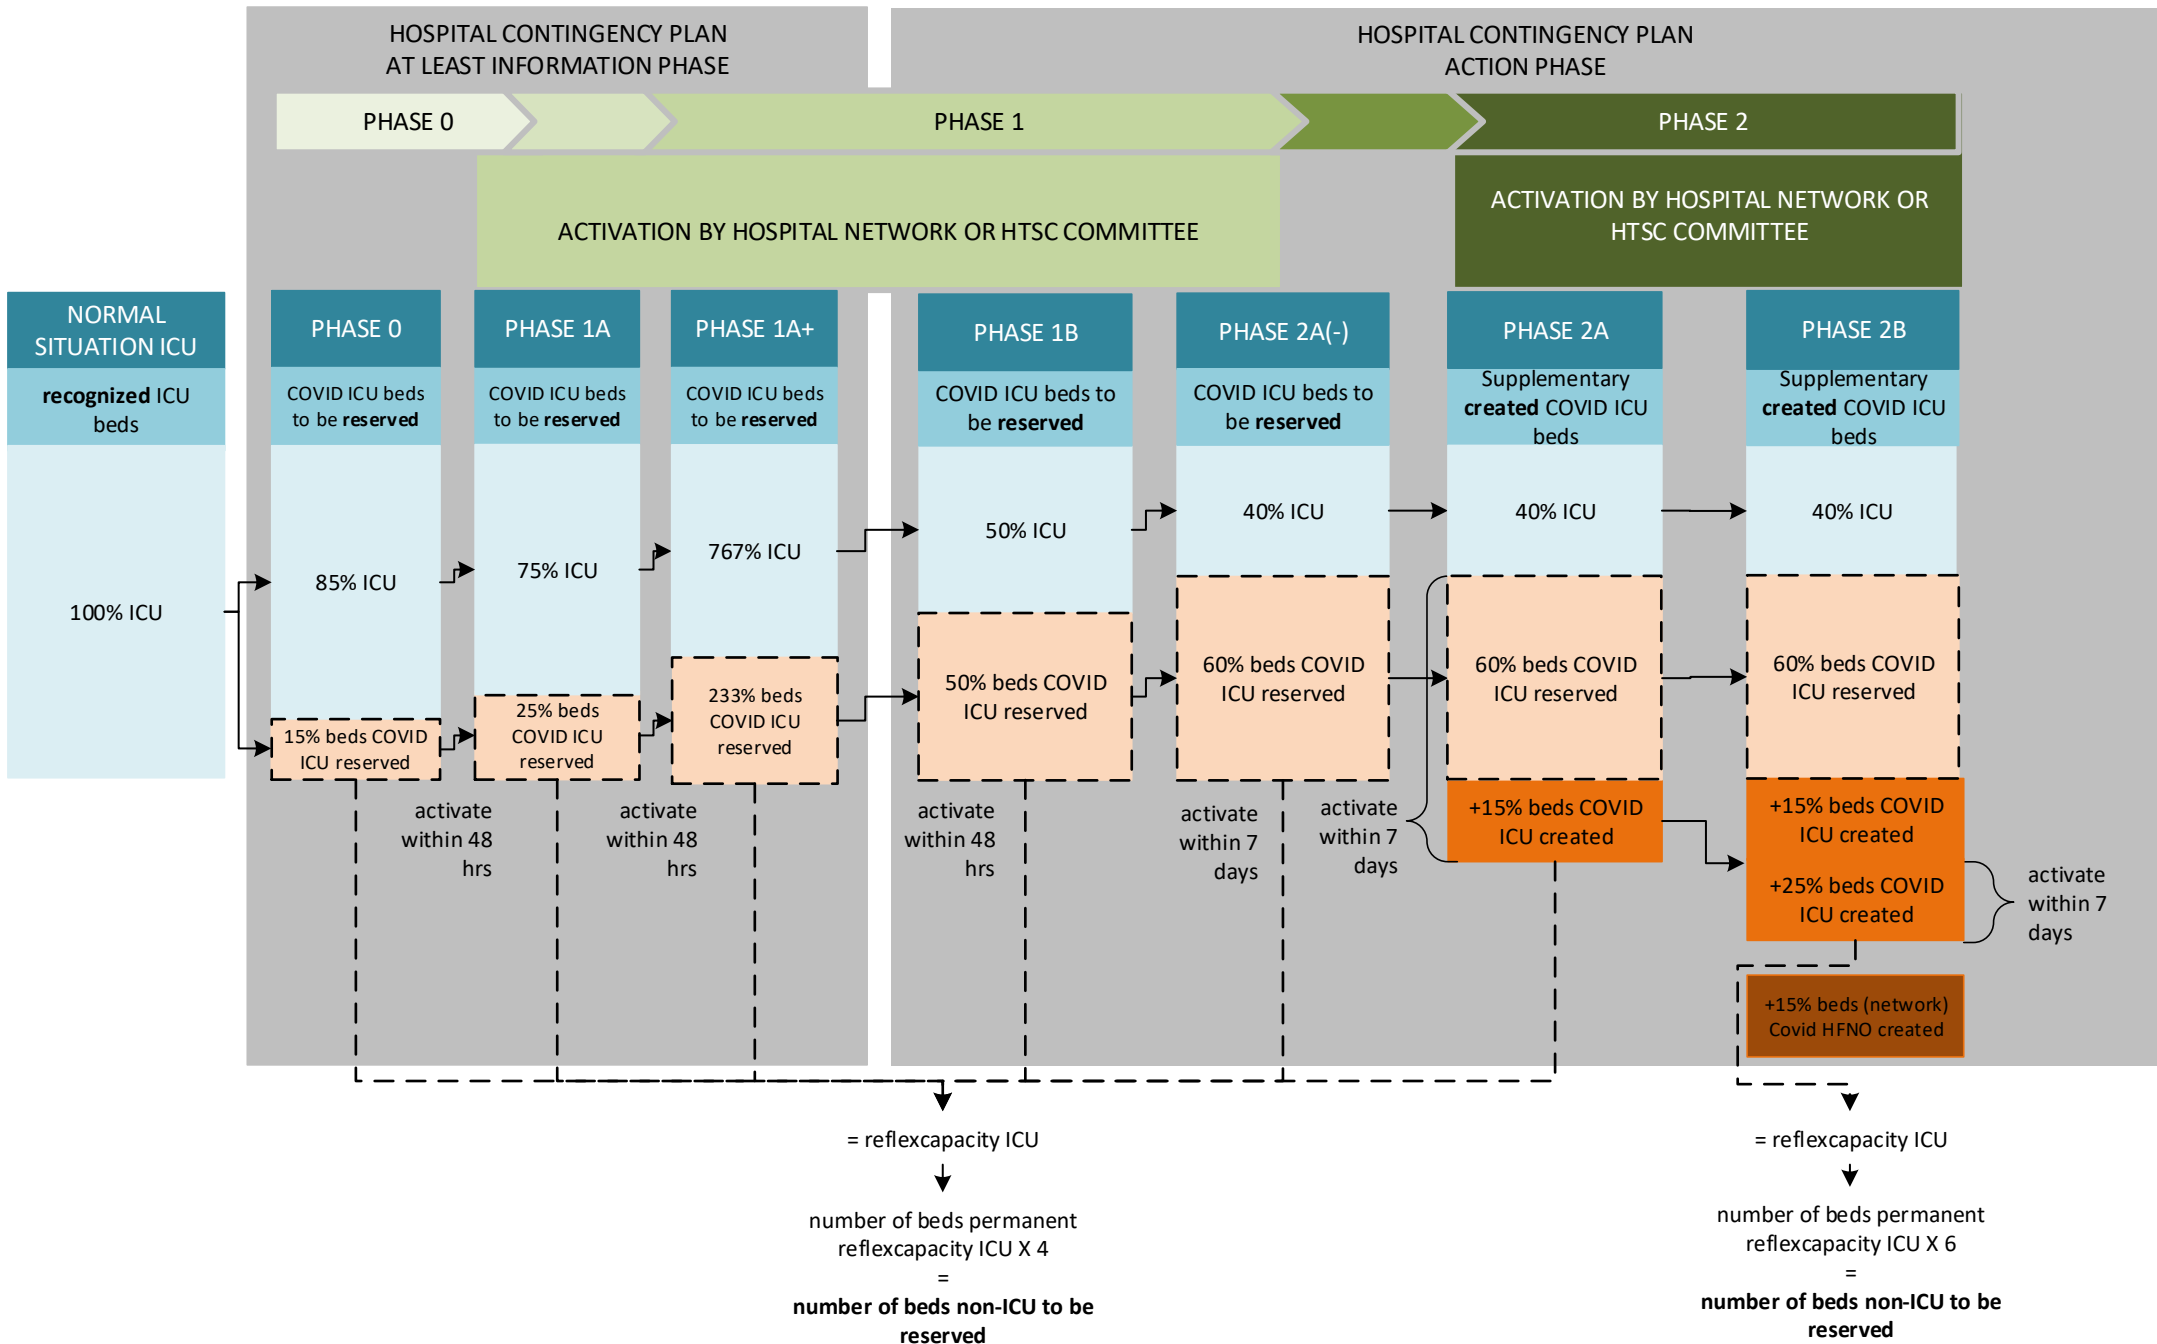 HOSPITAL CONTINGENCY PLAN
AT LEAST INFORMATION PHASE
HOSPITAL CONTINGENCY PLAN
ACTION PHASE
PHASE 0
PHASE 1
PHASE 2
ACTIVATION BY HOSPITAL NETWORK OR HTSC COMMITTEE
ACTIVATION BY HOSPITAL NETWORK OR
HTSC COMMITTEE
NORMAL
SITUATION ICU
recognized ICU
beds
100% ICU
PHASE 0
COVID ICU beds
to be reserved
85% ICU
15% beds COVID
ICU reserved
activate
within 48
hrs
PHASE 1A
COVID ICU beds
to be reserved
75% ICU
25% beds
COVID ICU
reserved
activate
within 48
hrs
PHASE 1A+
COVID ICU beds
to be reserved
767% ICU
233% beds
COVID ICU
reserved
activate
within 48
hrs
PHASE 1B
COVID ICU beds to
be reserved
50% ICU
50% beds COVID
ICU reserved
activate
within 7
days
PHASE 2A(-)
COVID ICU beds to
be reserved
40% ICU
60% beds COVID
ICU reserved
activate
within 7
days
PHASE 2A
Supplementary
created COVID ICU
beds
40% ICU
60% beds COVID
ICU reserved
+15% beds COVID
ICU created
PHASE 2B
Supplementary
created COVID ICU
beds
40% ICU
60% beds COVID
ICU reserved
+15% beds COVID
ICU created
+25% beds COVID
ICU created
activate
within 7
days
+15% beds (network)
Covid HFNO created
= reflexcapacity ICU
number of beds permanent
reflexcapacity ICU X 4
=
number of beds non-ICU to be
reserved
= reflexcapacity ICU
number of beds permanent
reflexcapacity ICU X 6
=
number of beds non-ICU to be
reserved